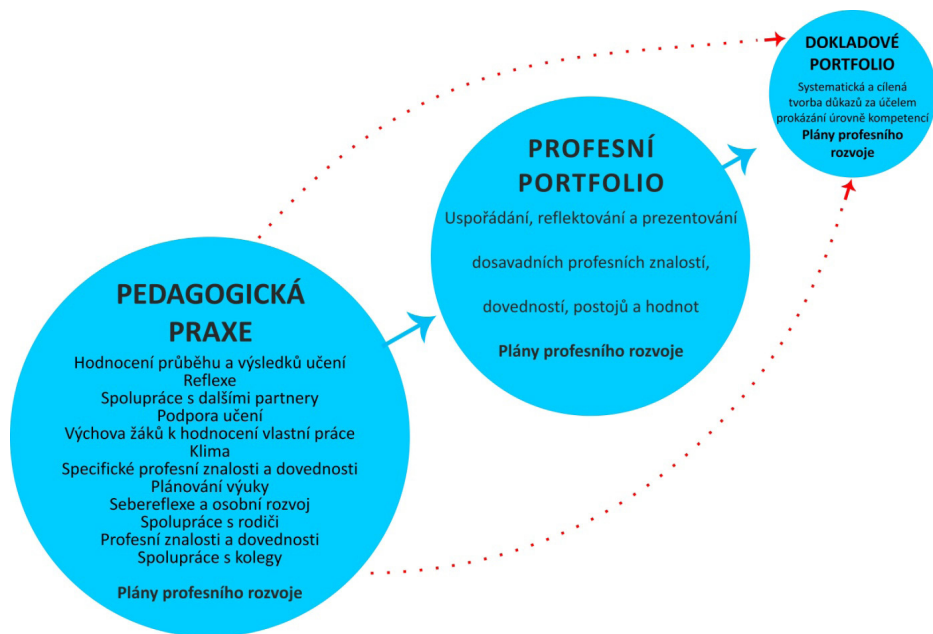 DOKLADOVÉ
PORTFOLIO
Systematická a cílená
tvorba důkazů za účelem
prokázání úrovně kompetencí
Plány profesního
rozvoje
PROFESNÍ
PORTFOLIO
Uspořádání, reflektování a prezentování
dosavadních profesních znalostí,
dovedností, postojů a hodnot
Plány profesního rozvoje
PEDAGOGICKÁ
PRAXE
Hodnocení průběhu a výsledků učení
Reflexe
Spolupráce s dalšími partnery
Podpora učení
Výchova žáků k hodnocení vlastní práce
Klima
Specifické profesní znalosti a dovednosti
Plánování výuky
Sebereflexe a osobní rozvoj
Spolupráce s rodiči
Profesní znalosti a dovednosti
Spolupráce s kolegy
Plány profesního rozvoje